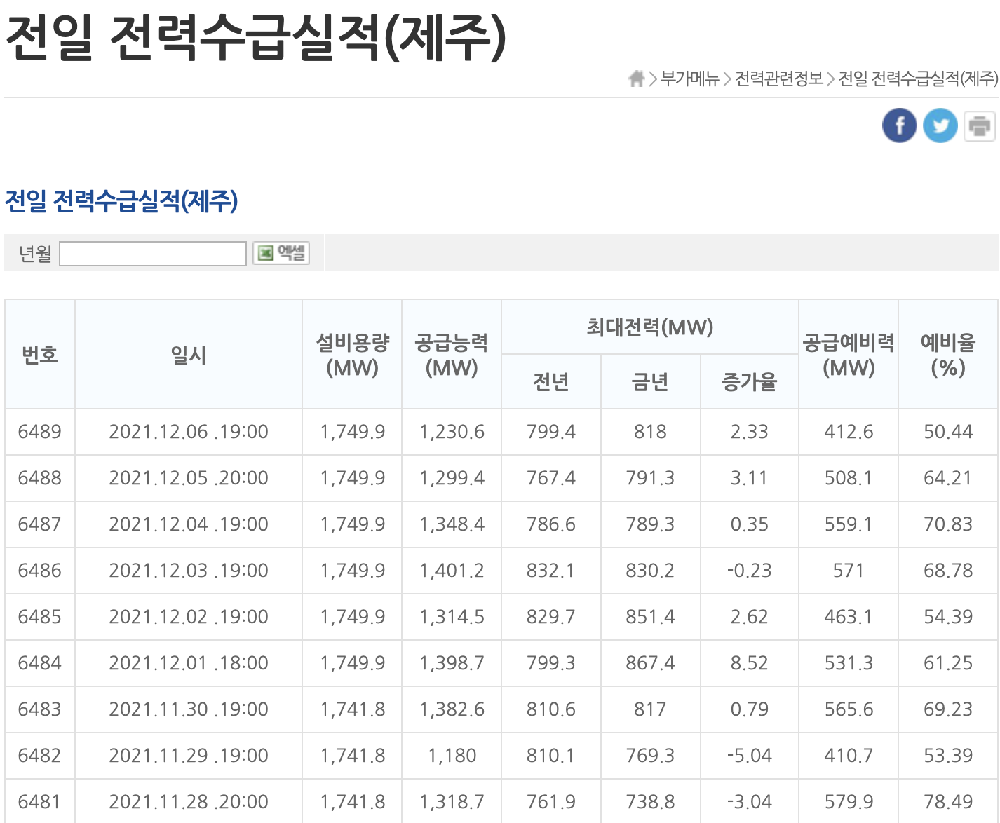 전일 전력수급실적(제주)
> 부가메뉴 > 전력관련정보 > 전일 전력수급실적(제주)
f
전일 전력수급실적(제주)
년월 엑셀
번호 일시 설비용량(MW) 공급능력(MW) 최대전력(MW) 공급예비력(MW) 예비율(%)
전년 금년 증가율
6489 2021.12.06 .19:00 1,749.9 1,230.6 799.4 818 2.33 412.6 50.44
6488 2021.12.05 .20:00 1,749.9 1,299.4 767.4 791.3 3.11 508.1 64.21
6487 2021.12.04 .19:00 1,749.9 1,348.4 786.6 789.3 0.35 559.1 70.83
6486 2021.12.03 .19:00 1,749.9 1,401.2 832.1 830.2 -0.23 571 68.78
6485 2021.12.02 .19:00 1,749.9 1,314.5 829.7 851.4 2.62 463.1 54.39
6484 2021.12.01 .18:00 1,749.9 1,398.7 799.3 867.4 8.52 531.3 61.25
6483 2021.11.30 .19:00 1,741.8 1,382.6 810.6 817 0.79 565.6 69.23
6482 2021.11.29 .19:00 1,741.8 1,180 810.1 769.3 -5.04 410.7 53.39
6481 2021.11.28 .20:00 1,741.8 1,318.7 761.9 738.8 -3.04 579.9 78.49